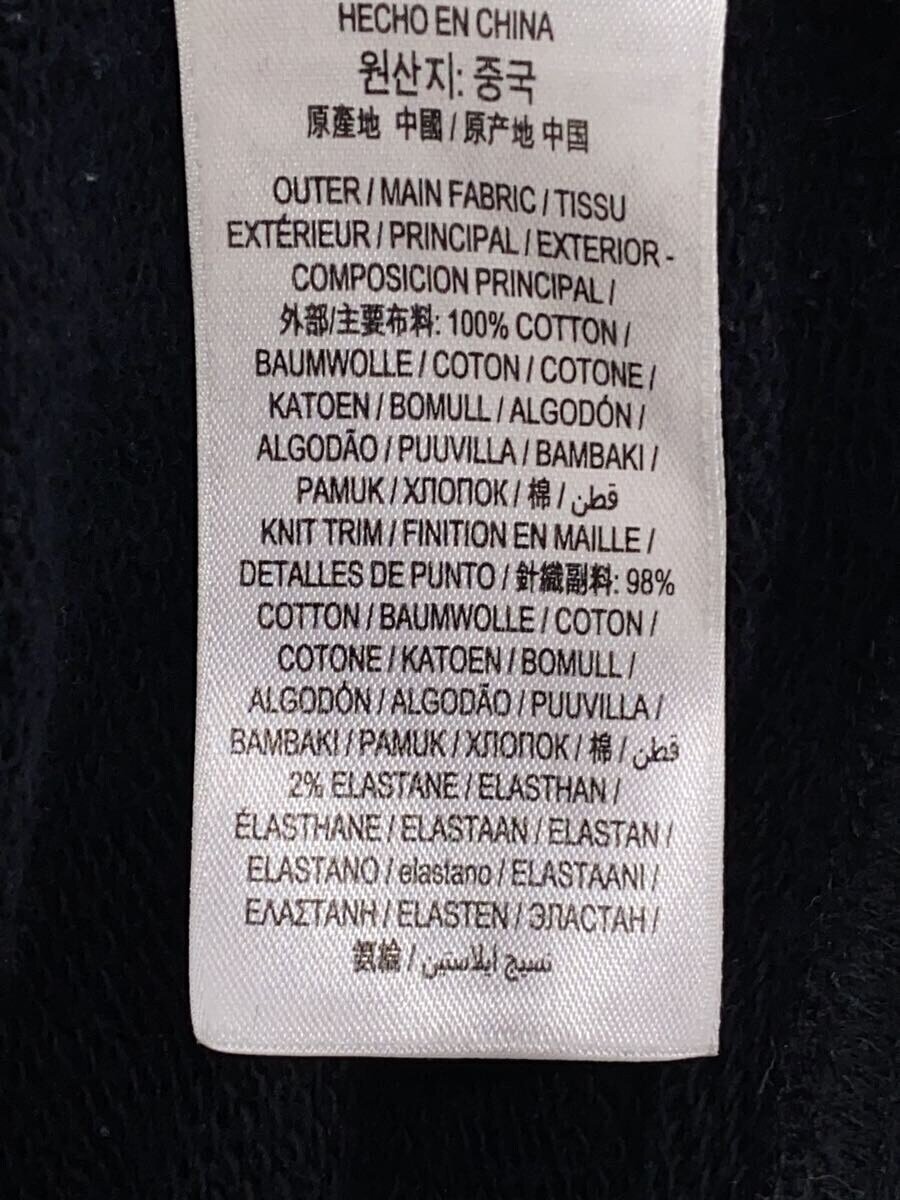 HECHO EN CHINA
원산지: 중국
原產地 中國 / 原产地 中国
OUTER / MAIN FABRIC / TISSU
EXTÉRIEUR / PRINCIPAL / EXTERIOR -
COMPOSICION PRINCIPAL /
外部/主要布料: 100% COTTON /
BAUMWOLLE / COTON / COTONE /
KATOEN / BOMULL / ALGODÓN /
ALGODÃO / PUUVILLA / BAMBAKI /
PAMUK / ХЛОПОК / 棉 / قطن
KNIT TRIM / FINITION EN MAILLE /
DETALLES DE PUNTO / 針織副料: 98%
COTTON / BAUMWOLLE / COTON /
COTONE / KATOEN / BOMULL /
ALGODÓN / ALGODÃO / PUUVILLA /
BAMBAKI / PAMUK / ХЛОПОК / 棉 / قطن
2% ELASTANE / ELASTHAN /
ÉLASTHANE / ELASTAAN / ELASTAN /
ELASTANO / elastano / ELASTAANI /
ΕΛΑΣΤΑΝΗ / ELASTEN / ЭЛАСТАН /
氨綸 / نسيج ايلاستين